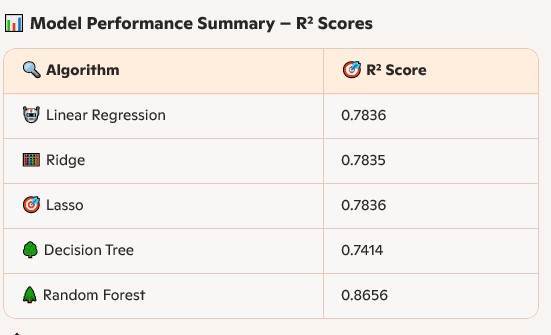 Model Performance Summary – R² Scores
Algorithm R² Score
Linear Regression 0.7836
Ridge 0.7835
Lasso 0.7836
Decision Tree 0.7414
Random Forest 0.8656